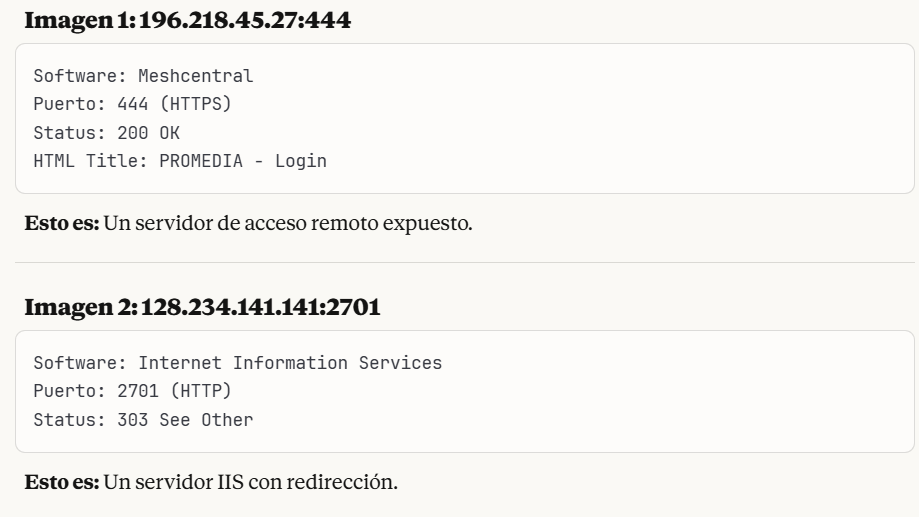 Imagen 1: 196.218.45.27:444
Software: Meshcentral
Puerto: 444 (HTTPS)
Status: 200 OK
HTML Title: PROMEDIA - Login
Esto es: Un servidor de acceso remoto expuesto.
Imagen 2: 128.234.141.141:2701
Software: Internet Information Services
Puerto: 2701 (HTTP)
Status: 303 See Other
Esto es: Un servidor IIS con redirección.